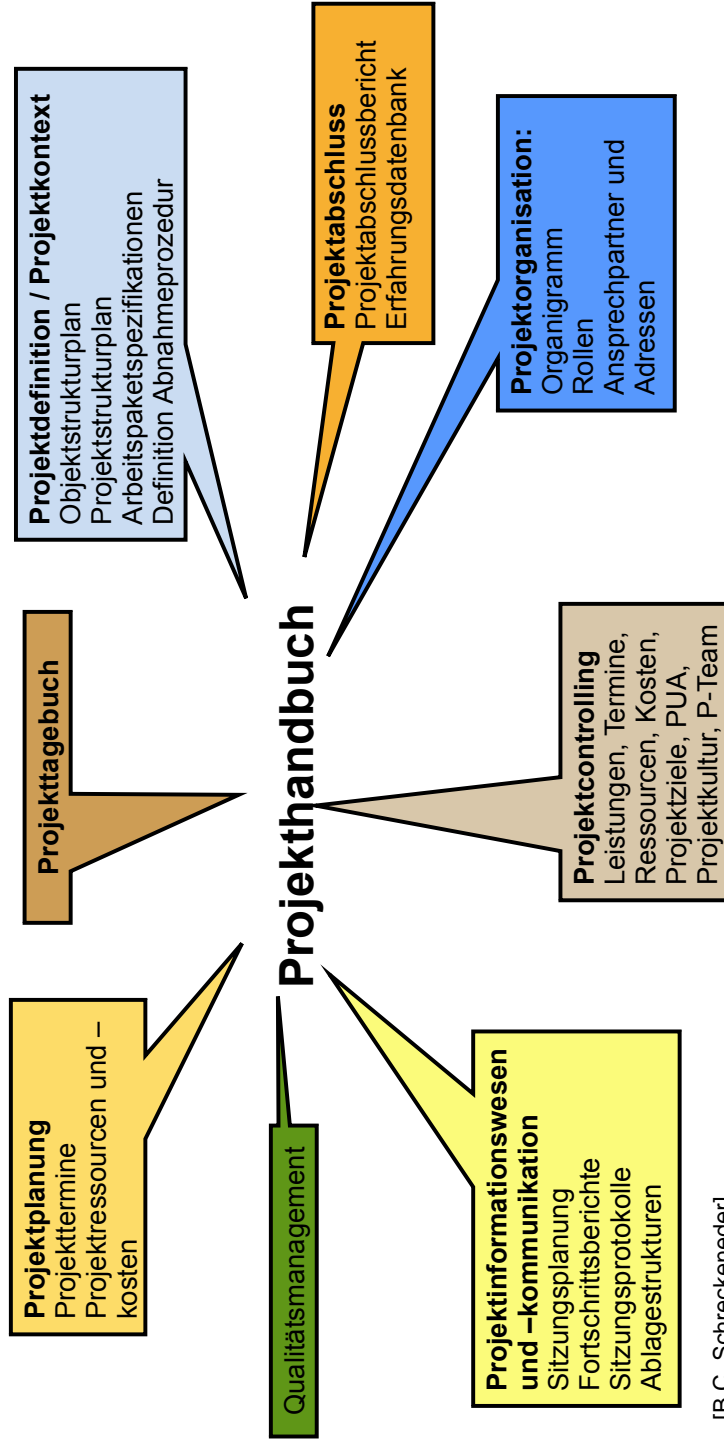 Projektplanung
Projekttermine
Projektressourcen und –
kosten
Projekttagebuch
Projektdefinition / Projektkontext
Objektstrukturplan
Projektstrukturplan
Arbeitspaketspezifikationen
Definition Abnahmeprozedur
Qualitätsmanagement
Projekthandbuch
Projektabschluss
Projektabschlussbericht
Erfahrungsdatenbank
Projektinformationswesen
und –kommunikation
Sitzungsplanung
Fortschrittsberichte
Sitzungsprotokolle
Ablagestrukturen
Projektcontrolling
Leistungen, Termine,
Ressourcen, Kosten,
Projektziele, PUA,
Projektkultur, P-Team
Projektorganisation:
Organigramm
Rollen
Ansprechpartner und
Adressen
[B.C. Schreckeneder]